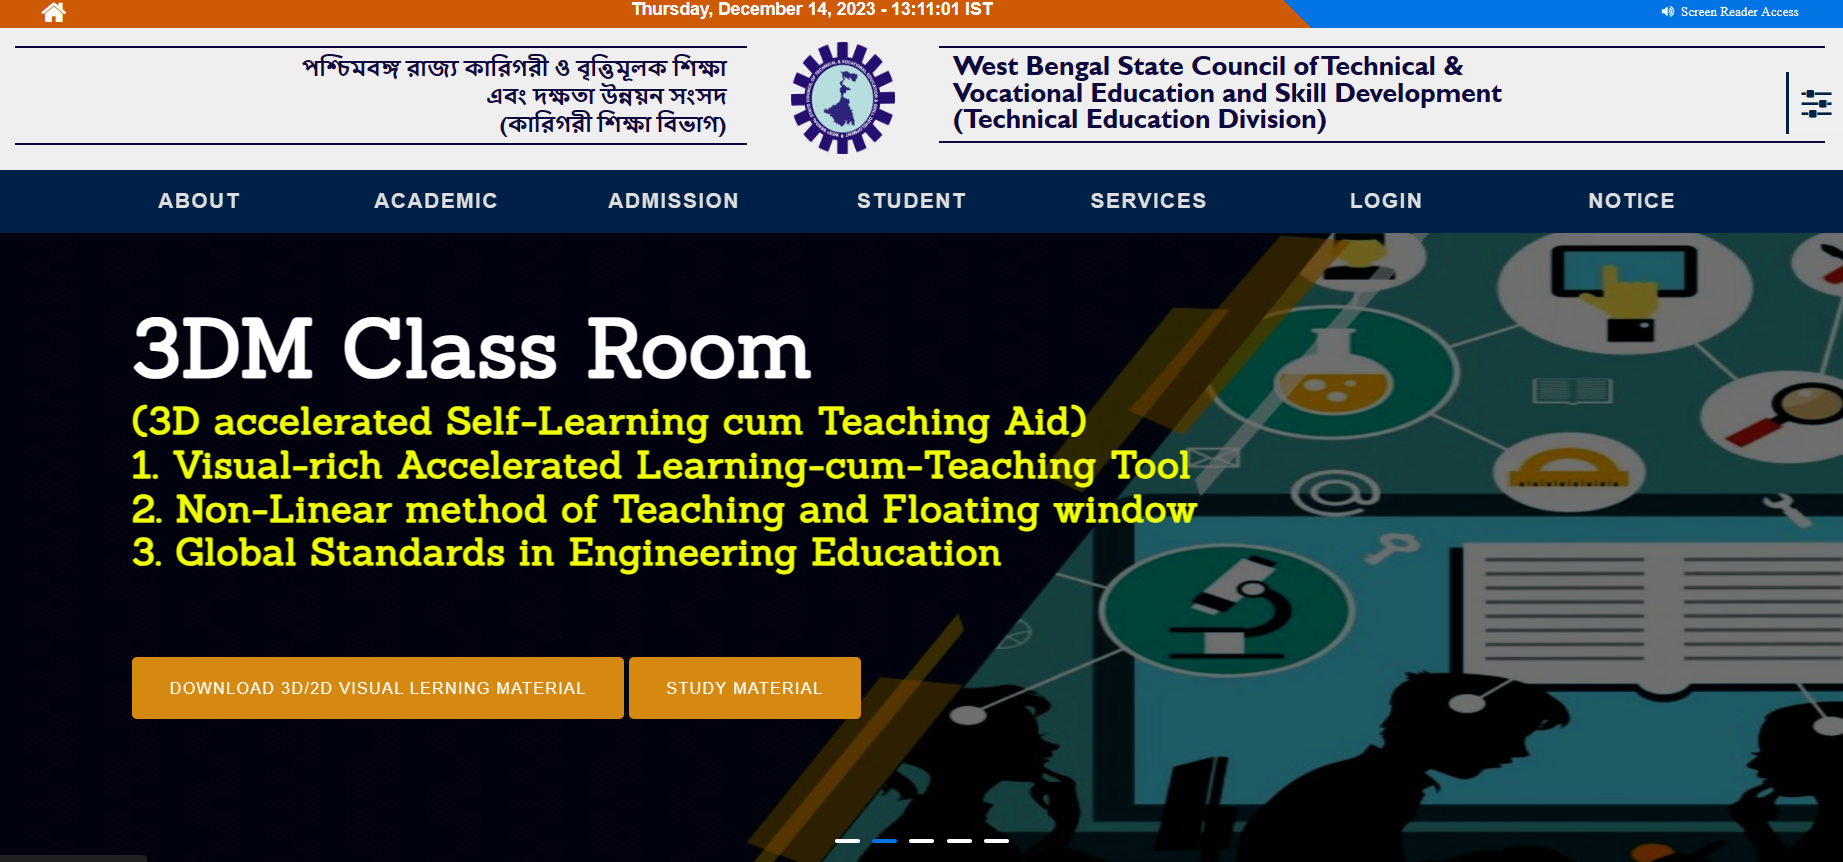 Thursday, December 14, 2023 - 13:11:01 IST
Screen Reader Access
পশ্চিমবঙ্গ রাজ্য কারিগরী ও বৃত্তিমূলক শিক্ষা
এবং দক্ষতা উন্নয়ন সংসদ
(কারিগরী শিক্ষা বিভাগ)
West Bengal State Council of Technical &
Vocational Education and Skill Development
(Technical Education Division)
ABOUT
ACADEMIC
ADMISSION
STUDENT
SERVICES
LOGIN
NOTICE
3DM Class Room
(3D accelerated Self-Learning cum Teaching Aid)
1. Visual-rich Accelerated Learning-cum-Teaching Tool
2. Non-Linear method of Teaching and Floating window
3. Global Standards in Engineering Education
DOWNLOAD 3D/2D VISUAL LERNING MATERIAL
STUDY MATERIAL